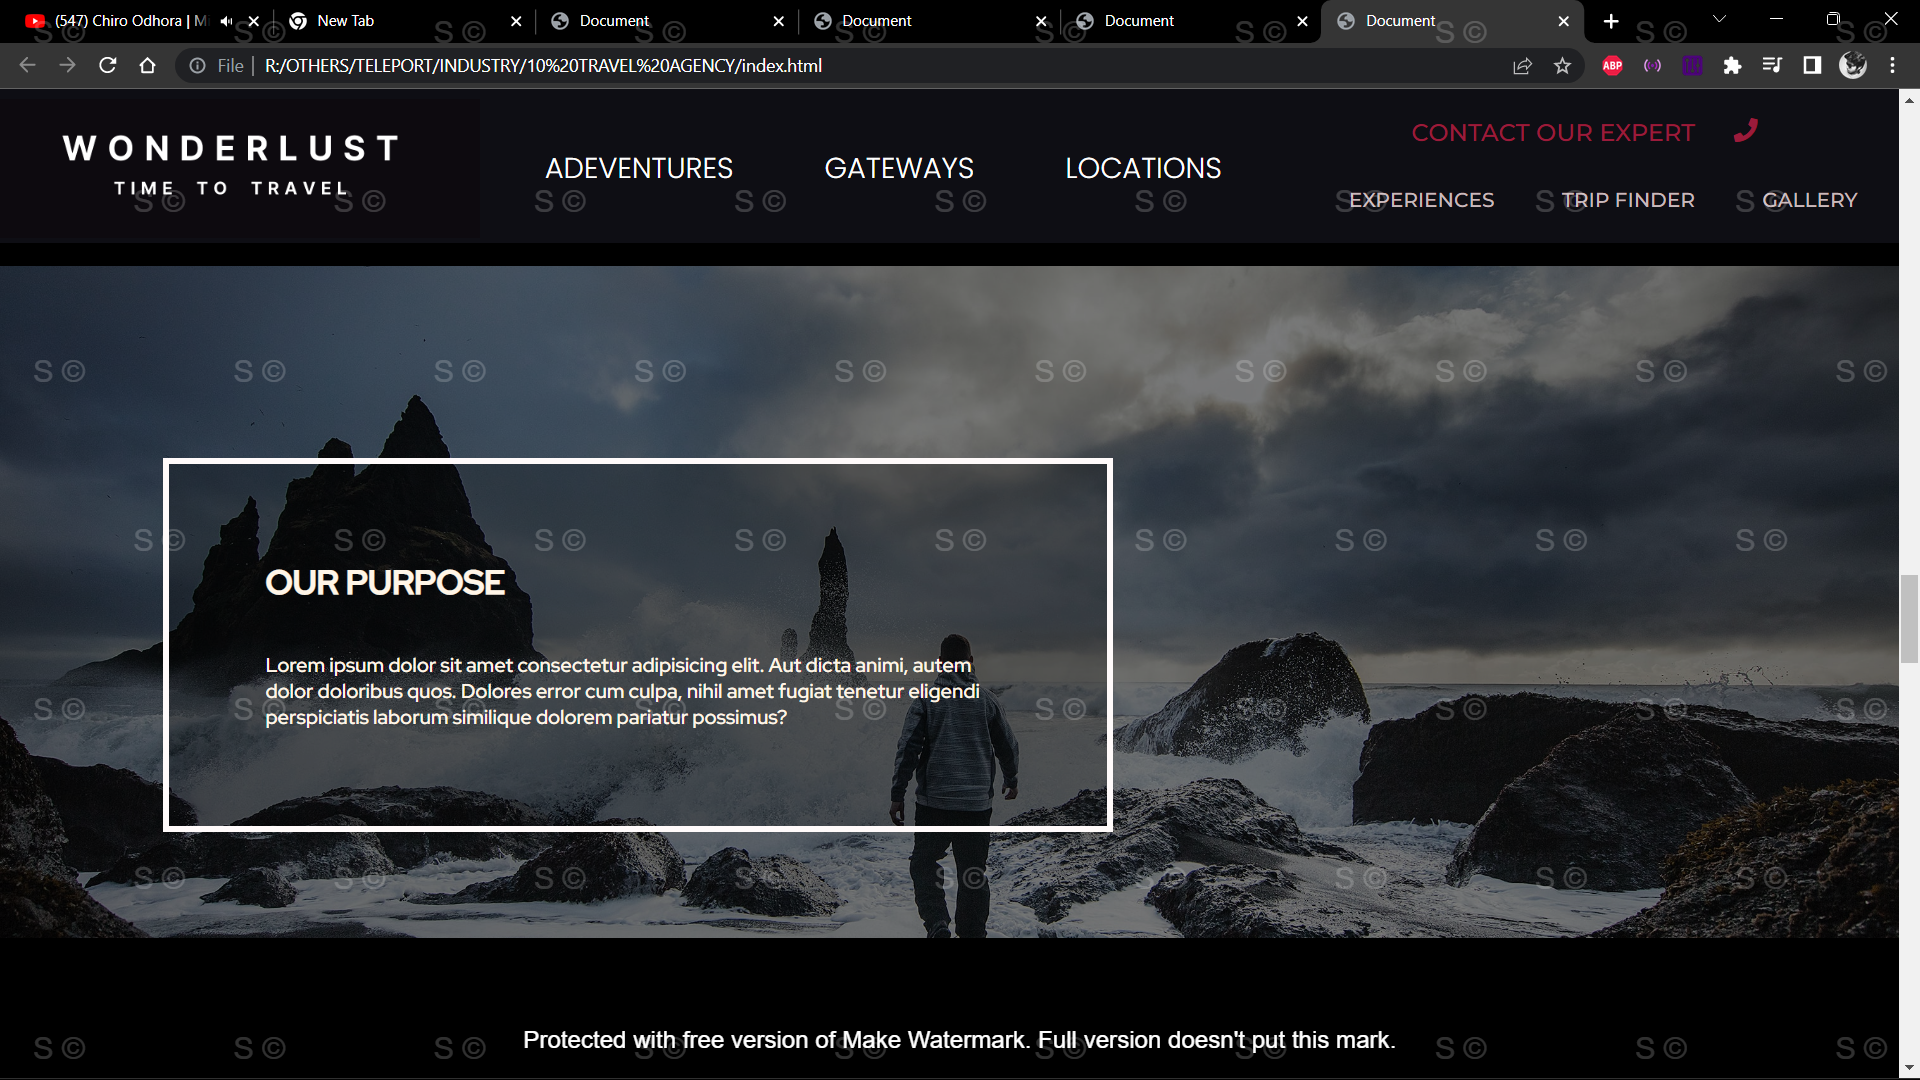 (547) Chiro Odhora | M
New Tab
Document
Document
Document
Document
File
R:/OTHERS/TELEPORT/INDUSTRY/10%20TRAVEL%20AGENCY/index.html
ABP
WONDERLUST
TIME TO TRAVEL
ADEVENTURES
GATEWAYS
LOCATIONS
CONTACT OUR EXPERT
EXPERIENCES
TRIP FINDER
GALLERY
OUR PURPOSE
Lorem ipsum dolor sit amet consectetur adipisicing elit. Aut dicta animi, autem
dolor doloribus quos. Dolores error cum culpa, nihil amet fugiat tenetur eligendi
perspiciatis laborum similique dolorem pariatur possimus?
S ©
Protected with free version of Make Watermark. Full version doesn't put this mark.